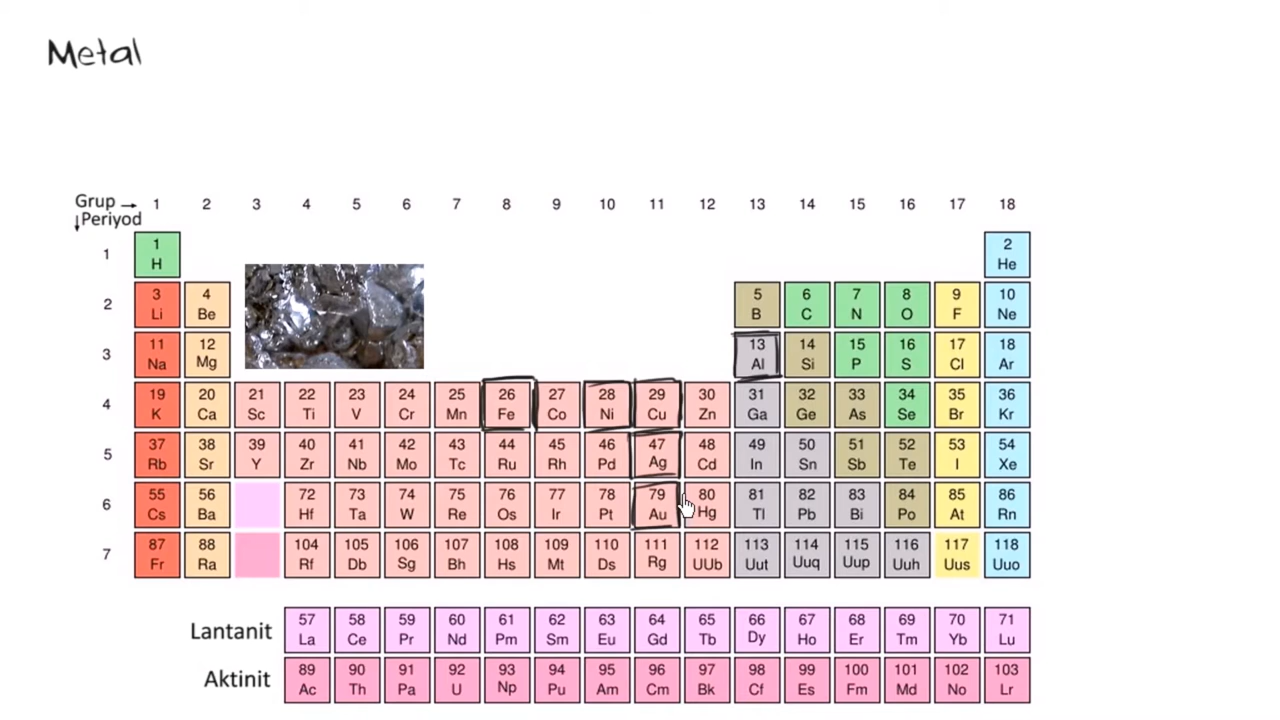 Metal
Grup → 1 2 3 4 5 6 7 8 9 10 11 12 13 14 15 16 17 18
↓Periyod
1 1 H 2 He
2 3 Li 4 Be 5 B 6 C 7 N 8 O 9 F 10 Ne
3 11 Na 12 Mg 13 Al 14 Si 15 P 16 S 17 Cl 18 Ar
4 19 K 20 Ca 21 Sc 22 Ti 23 V 24 Cr 25 Mn 26 Fe 27 Co 28 Ni 29 Cu 30 Zn 31 Ga 32 Ge 33 As 34 Se 35 Br 36 Kr
5 37 Rb 38 Sr 39 Y 40 Zr 41 Nb 42 Mo 43 Tc 44 Ru 45 Rh 46 Pd 47 Ag 48 Cd 49 In 50 Sn 51 Sb 52 Te 53 I 54 Xe
6 55 Cs 56 Ba 72 Hf 73 Ta 74 W 75 Re 76 Os 77 Ir 78 Pt 79 Au 80 Hg 81 Tl 82 Pb 83 Bi 84 Po 85 At 86 Rn
7 87 Fr 88 Ra 104 Rf 105 Db 106 Sg 107 Bh 108 Hs 109 Mt 110 Ds 111 Rg 112 UUb 113 Uut 114 Uuq 115 Uup 116 Uuh 117 Uus 118 Uuo
Lantanit 57 La 58 Ce 59 Pr 60 Nd 61 Pm 62 Sm 63 Eu 64 Gd 65 Tb 66 Dy 67 Ho 68 Er 69 Tm 70 Yb 71 Lu
Aktinit 89 Ac 90 Th 91 Pa 92 U 93 Np 94 Pu 95 Am 96 Cm 97 Bk 98 Cf 99 Es 100 Fm 101 Md 102 No 103 Lr